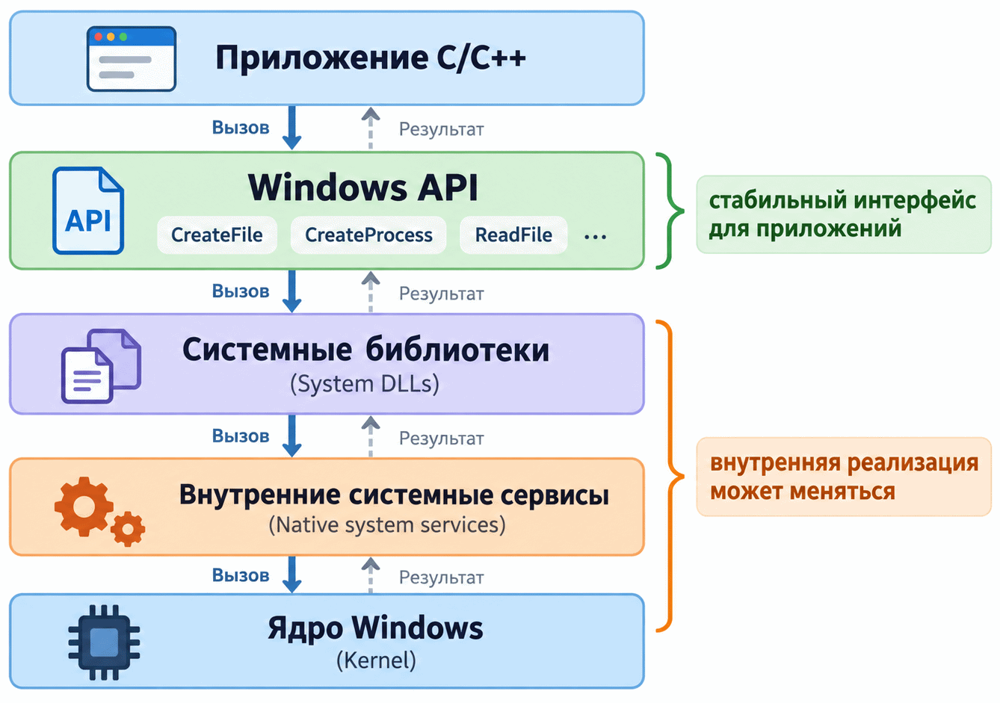 Приложение C/C++
Вызов
Результат
Windows API
API
CreateFile
CreateProcess
ReadFile
...
стабильный интерфейс
для приложений
Вызов
Результат
Системные библиотеки
(System DLLs)
Вызов
Результат
Внутренние системные сервисы
(Native system services)
внутренняя реализация
может меняться
Вызов
Результат
Ядро Windows
(Kernel)